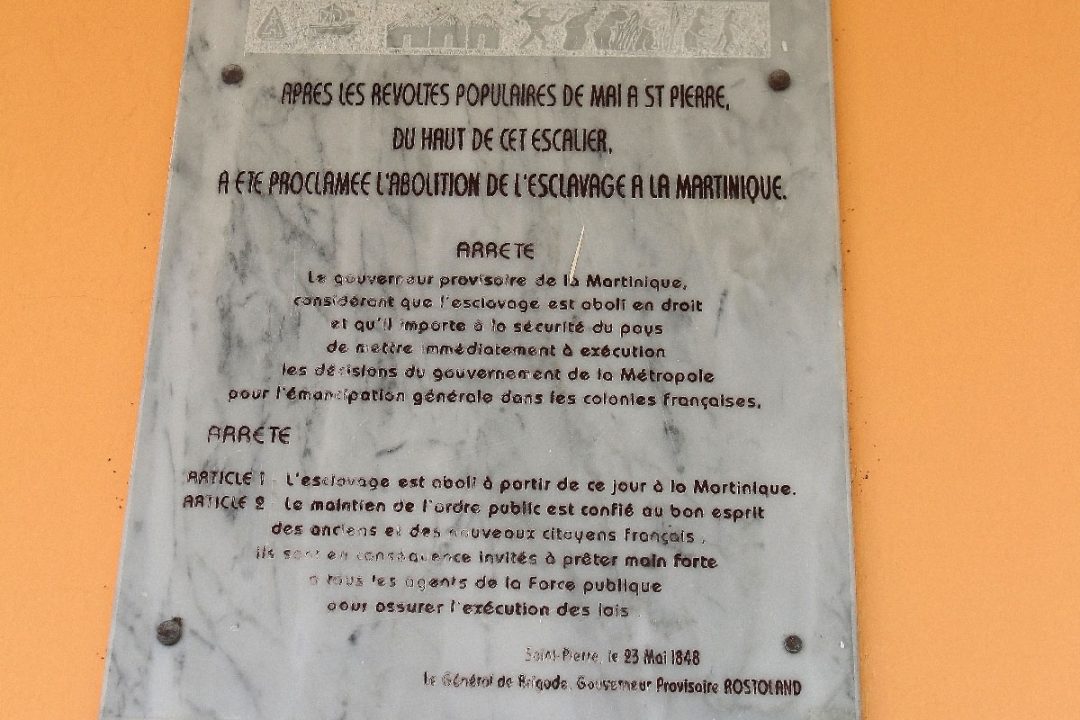 APRES LES REVOLTES POPULAIRES DE MAI A ST PIERRE,
DU HAUT DE CET ESCALIER,
A ETE PROCLAMEE L'ABOLITION DE L'ESCLAVAGE A LA MARTINIQUE.
ARRETE
Le gouverneur provisoire de la Martinique,
considérant que l'esclavage est aboli en droit
et qu'il importe à la sécurité du pays
de mettre immédiatement à exécution
les décisions du gouvernement de la Métropole
pour l'émancipation générale dans les colonies françaises,
ARRETE
ARTICLE 1 L'esclavage est aboli à partir de ce jour à la Martinique.
ARTICLE 2 Le maintien de l'ordre public est confié au bon esprit
des anciens et des nouveaux citoyens français,
ils sont en conséquence invités à prêter main forte
à tous les agents de la Force publique
pour assurer l'exécution des lois.
Saint-Pierre, le 23 Mai 1848
Le Général de Brigade, Gouverneur Provisoire ROSTOLAND